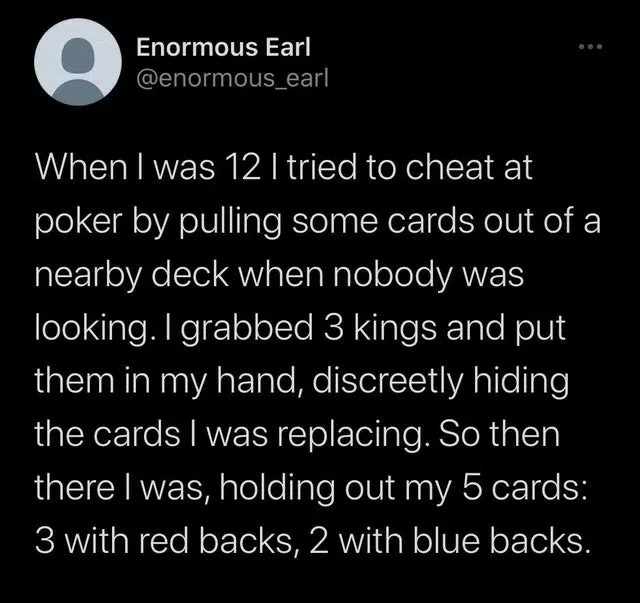 Enormous Earl
@enormous_earl
When I was 12 I tried to cheat at
poker by pulling some cards out of a
nearby deck when nobody was
looking. I grabbed 3 kings and put
them in my hand, discreetly hiding
the cards I was replacing. So then
there I was, holding out my 5 cards:
3 with red backs, 2 with blue backs.